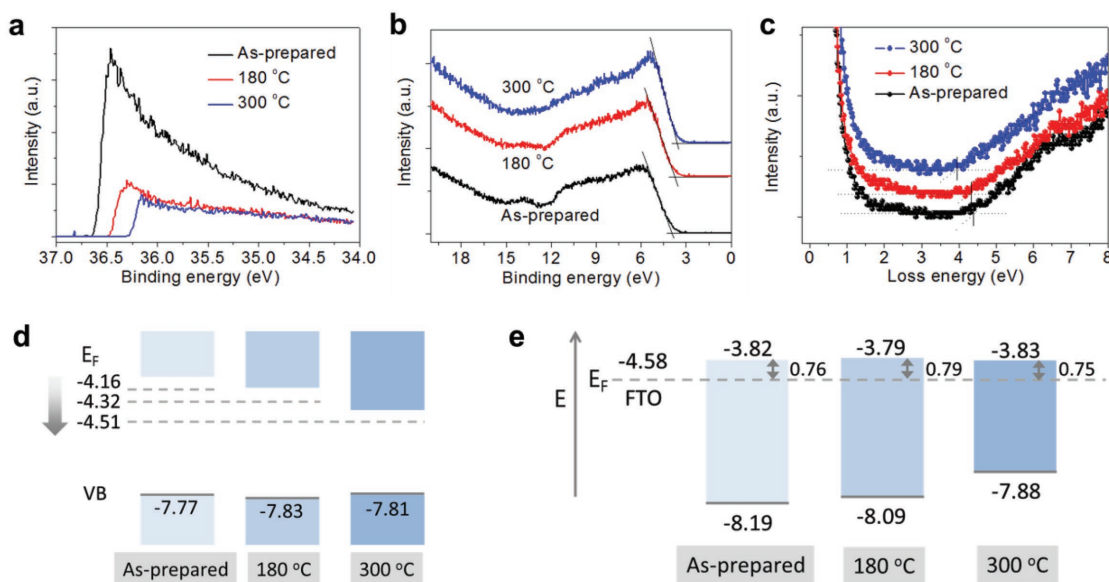 a
As-prepared
180 °C
300 °C
Intensity (a.u.)
37.0 36.5 36.0 35.5 35.0 34.5 34.0
Binding energy (eV)
b
300 °C
180 °C
As-prepared
Intensity (a.u.)
18 15 12 9 6 3 0
Binding energy (eV)
c
300 °C
180 °C
As-prepared
Intensity (a.u.)
0 1 2 3 4 5 6 7 8
Loss energy (eV)
d
EF
-4.16
-4.32
-4.51
VB
-7.77 -7.83 -7.81
As-prepared 180 °C 300 °C
e
E
-4.58
EF
FTO
-3.82 -3.79 -3.83
0.76 0.79 0.75
-8.19 -8.09 -7.88
As-prepared 180 °C 300 °C